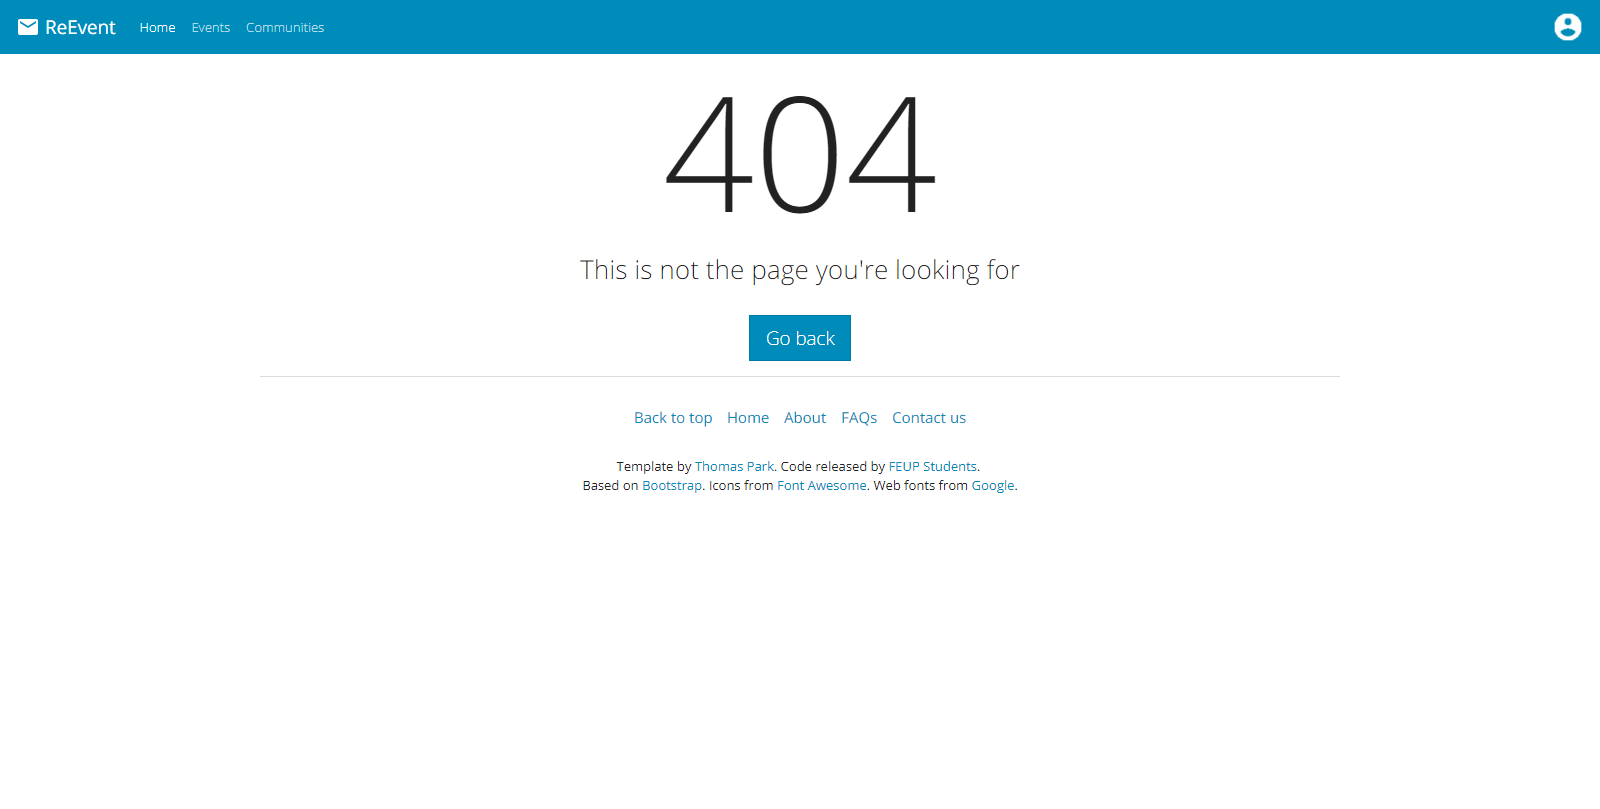 ReEvent Home Events Communities
404
This is not the page you're looking for
Go back
Back to top Home About FAQs Contact us
Template by Thomas Park. Code released by FEUP Students.
Based on Bootstrap. Icons from Font Awesome. Web fonts from Google.